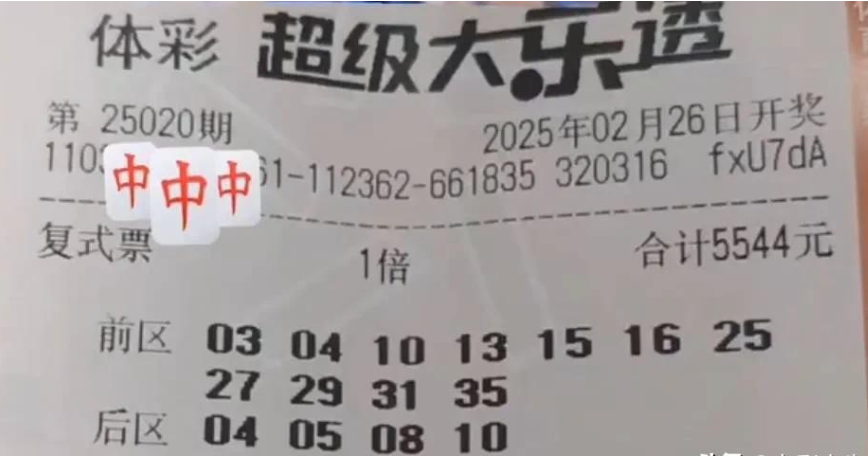 体彩 超级大乐透
第 25020期 2025年02月26日开奖
110 中中中 61-112362-661835 320316 fxU7dA
复式票 1倍 合计5544元
前区 03 04 10 13 15 16 25
27 29 31 35
后区 04 05 08 10